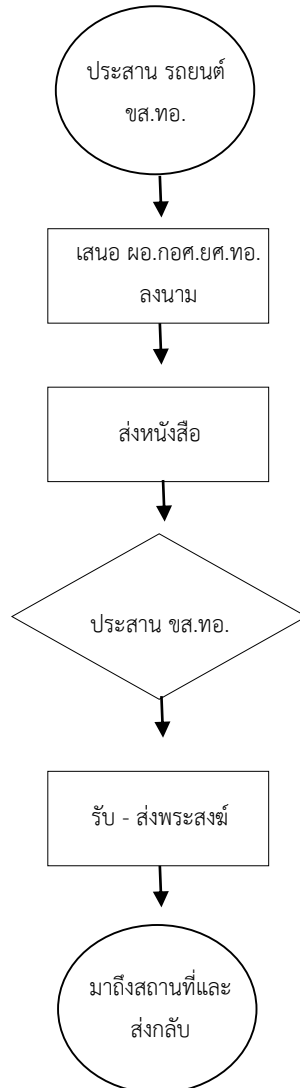 ประสาน รถยนต์
ขส.ทอ.
เสนอ ผอ.กอศ.ยศ.ทอ.
ลงนาม
ส่งหนังสือ
ประสาน ขส.ทอ.
รับ - ส่งพระสงฆ์
มาถึงสถานที่และ
ส่งกลับ